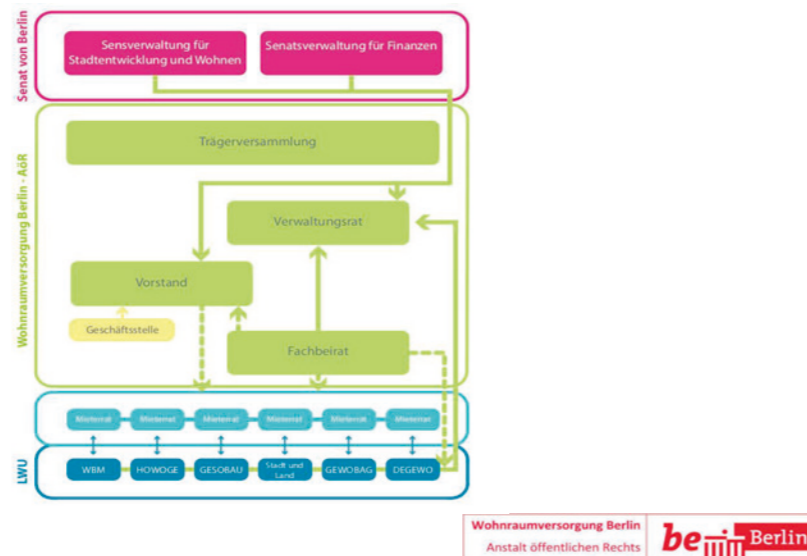 Senat von Berlin
Sensverwaltung für
Stadtentwicklung und Wohnen
Senatsverwaltung für Finanzen
Wohnraumversorgung Berlin - AöR
Trägerversammlung
Verwaltungsrat
Vorstand
Geschäftsstelle
Fachbeirat
Mieterrat
Mieterrat
Mieterrat
Mieterrat
Mieterrat
Mieterrat
LWU
WBM
HOWOGE
GESOBAU
Stadt und
Land
GEWOBAG
DEGEWO
Wohnraumversorgung Berlin
Anstalt öffentlichen Rechts
be Berlin